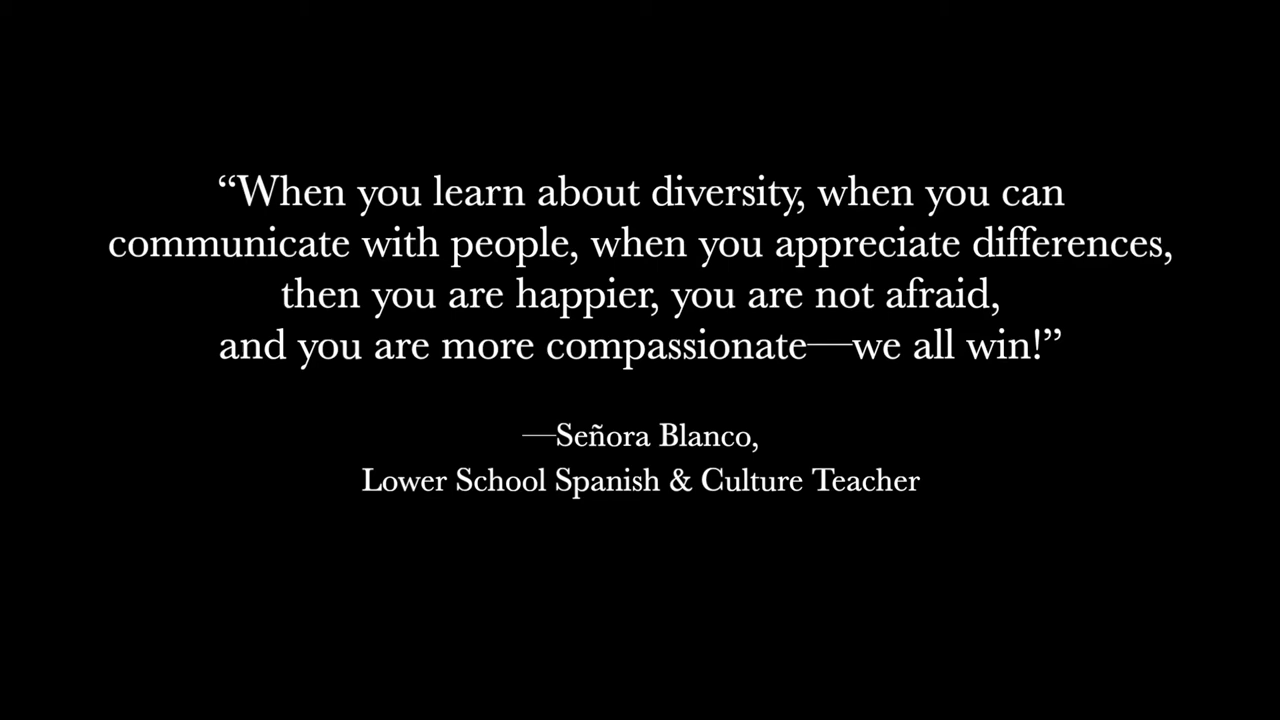 “When you learn about diversity, when you can
communicate with people, when you appreciate differences,
then you are happier, you are not afraid,
and you are more compassionate—we all win!”
—Señora Blanco,
Lower School Spanish & Culture Teacher